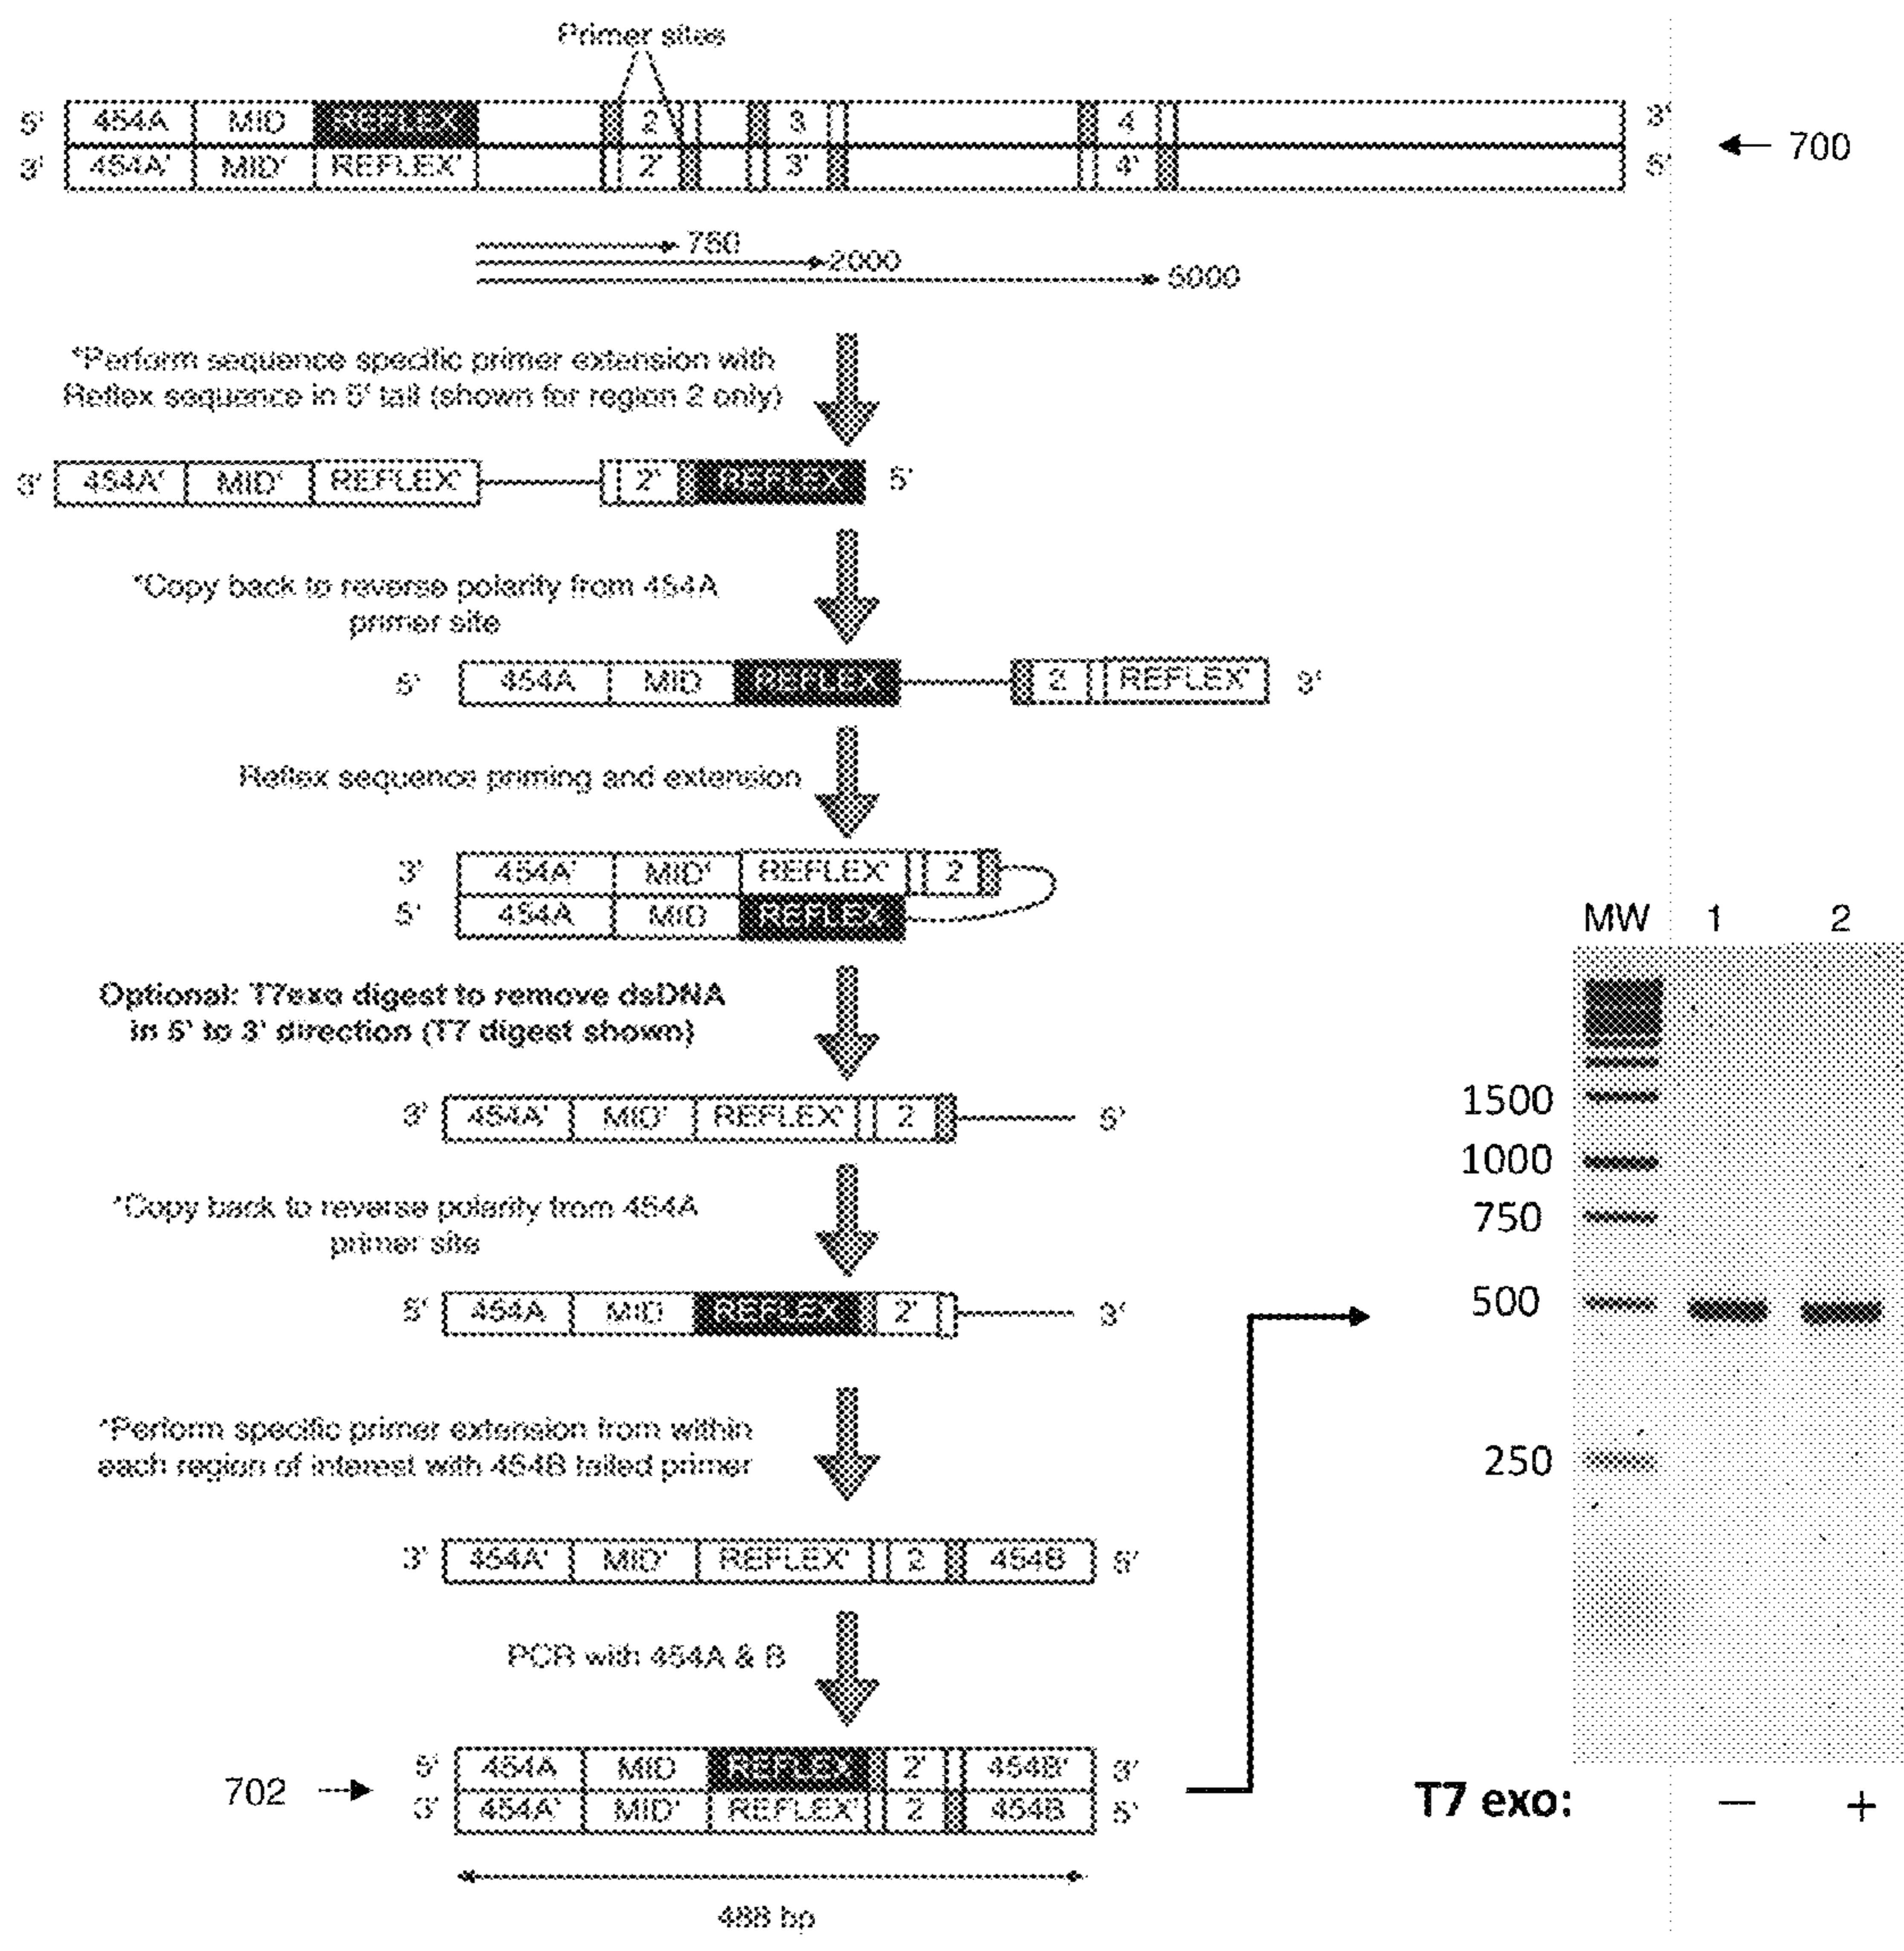 Primer sites
5' 454A MID REFLEX 2 3 4 3'
3' 454A' MID' REFLEX' 2' 3' 4' 5'
700
750
2000
5000
*Perform sequence specific primer extension with
Reflex sequence in 5' tail (shown for region 2 only)
3' 454A' MID' REFLEX' 2' REFLEX 5'
*Copy back to reverse polarity from 454A
primer site
5' 454A MID REFLEX 2 REFLEX' 3'
Reflex sequence priming and extension
3' 454A' MID' REFLEX' 2
5' 454A MID REFLEX
Optional: T7exo digest to remove dsDNA
in 5' to 3' direction (T7 digest shown)
3' 454A' MID' REFLEX' 2 5'
*Copy back to reverse polarity from 454A
primer site
5' 454A MID REFLEX 2' 3'
*Perform specific primer extension from within
each region of interest with 454B tailed primer
3' 454A' MID' REFLEX' 2 454B 5'
PCR with 454A & B
702
5' 454A MID REFLEX 2' 454B' 3'
3' 454A' MID' REFLEX' 2 454B 5'
488 bp
MW 1 2
1500
1000
750
500
250
T7 exo: — +